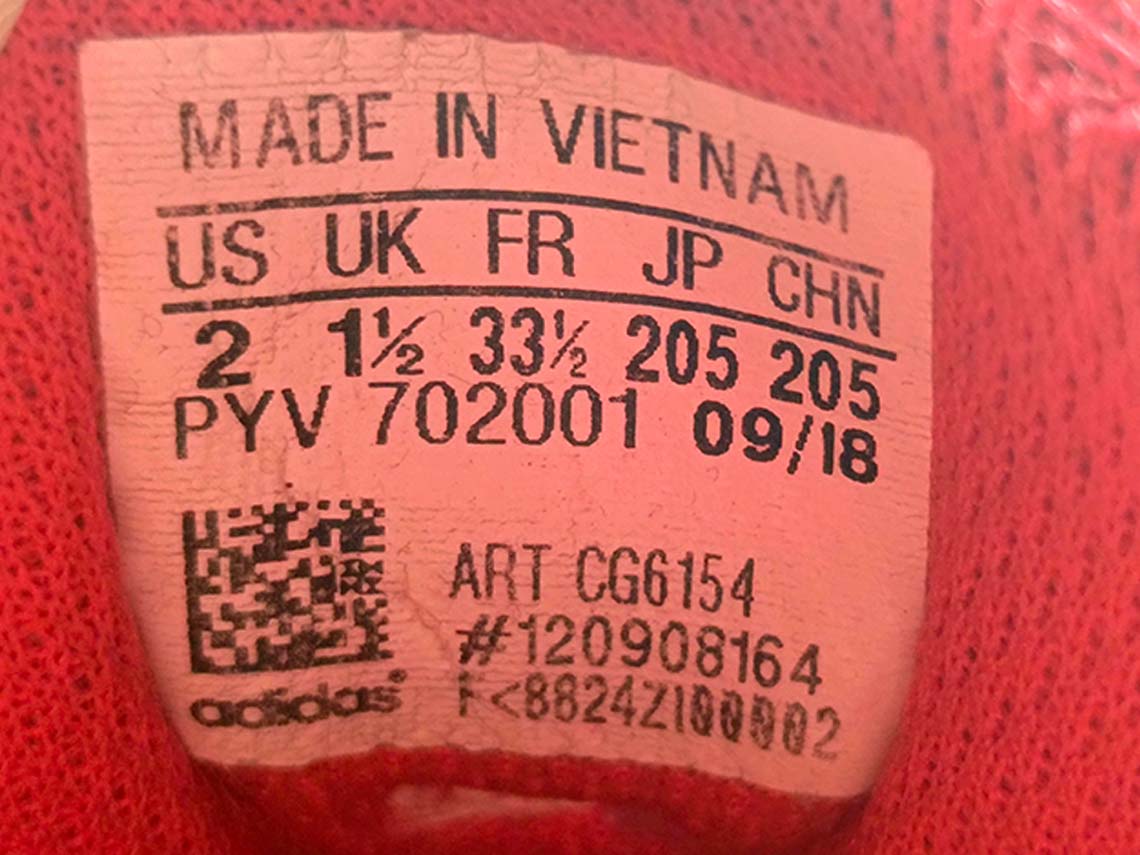 MADE IN VIETNAM
US UK FR JP CHN
2 1½ 33½ 205 205
PYV 702001 09/18
ART CG6154
#120908164
adidas